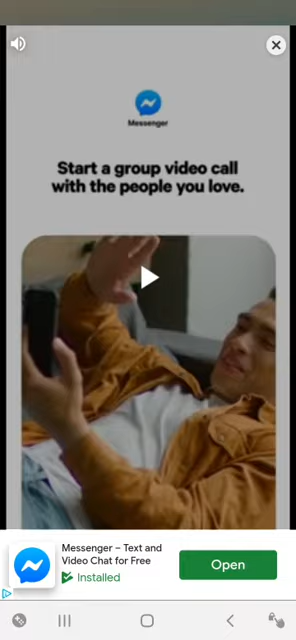 Messenger
Start a group video call
with the people you love.
Messenger – Text and
Video Chat for Free
Installed
Open